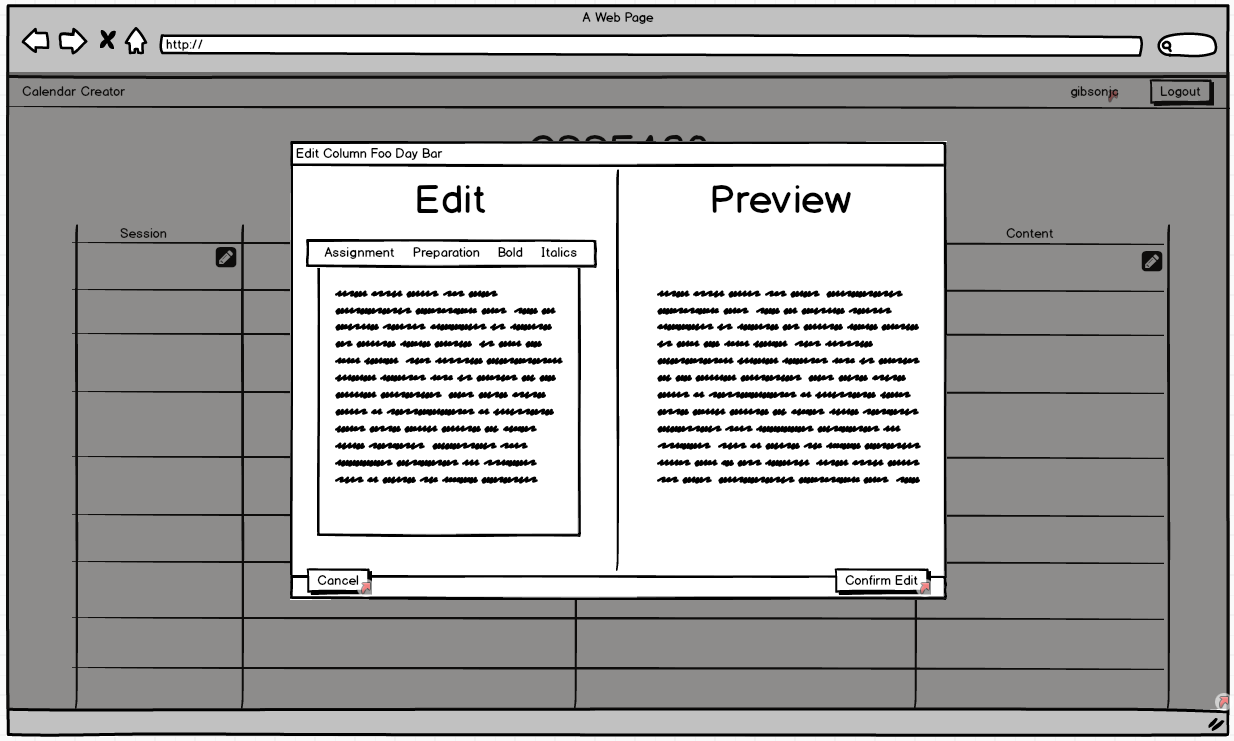 A Web Page
http://
Calendar Creator
gibsonjc
Logout
Edit Column Foo Day Bar
Edit
Preview
Session
Content
Assignment Preparation Bold Italics
Cancel
Confirm Edit